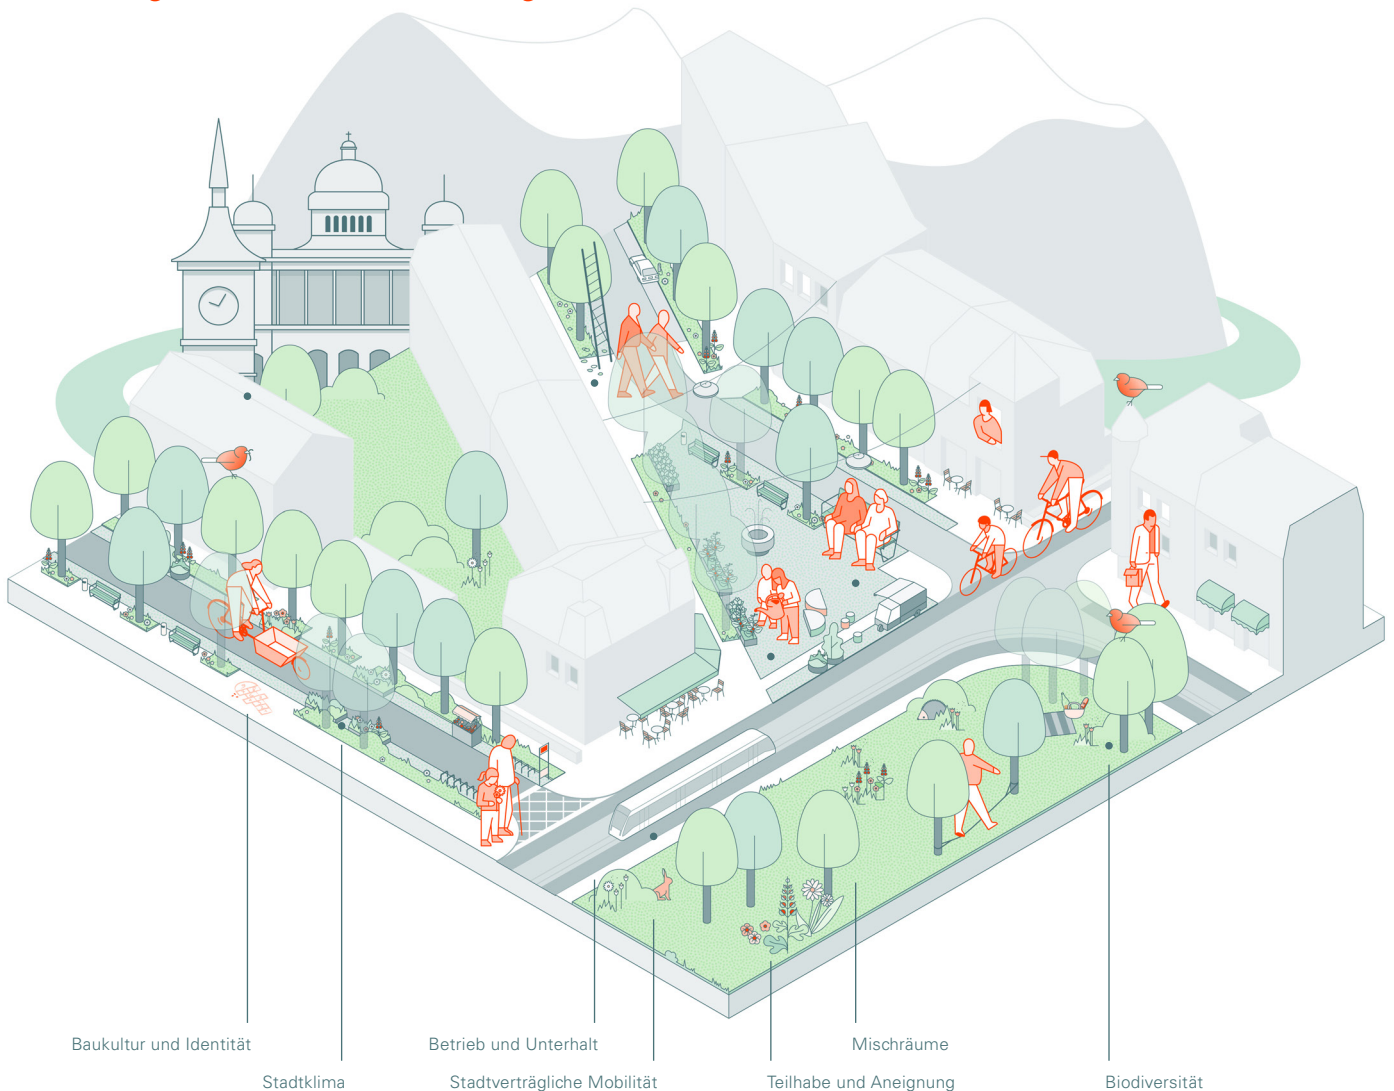 Baukultur und Identität
Betrieb und Unterhalt
Mischräume
Stadtklima
Stadtverträgliche Mobilität
Teilhabe und Aneignung
Biodiversität